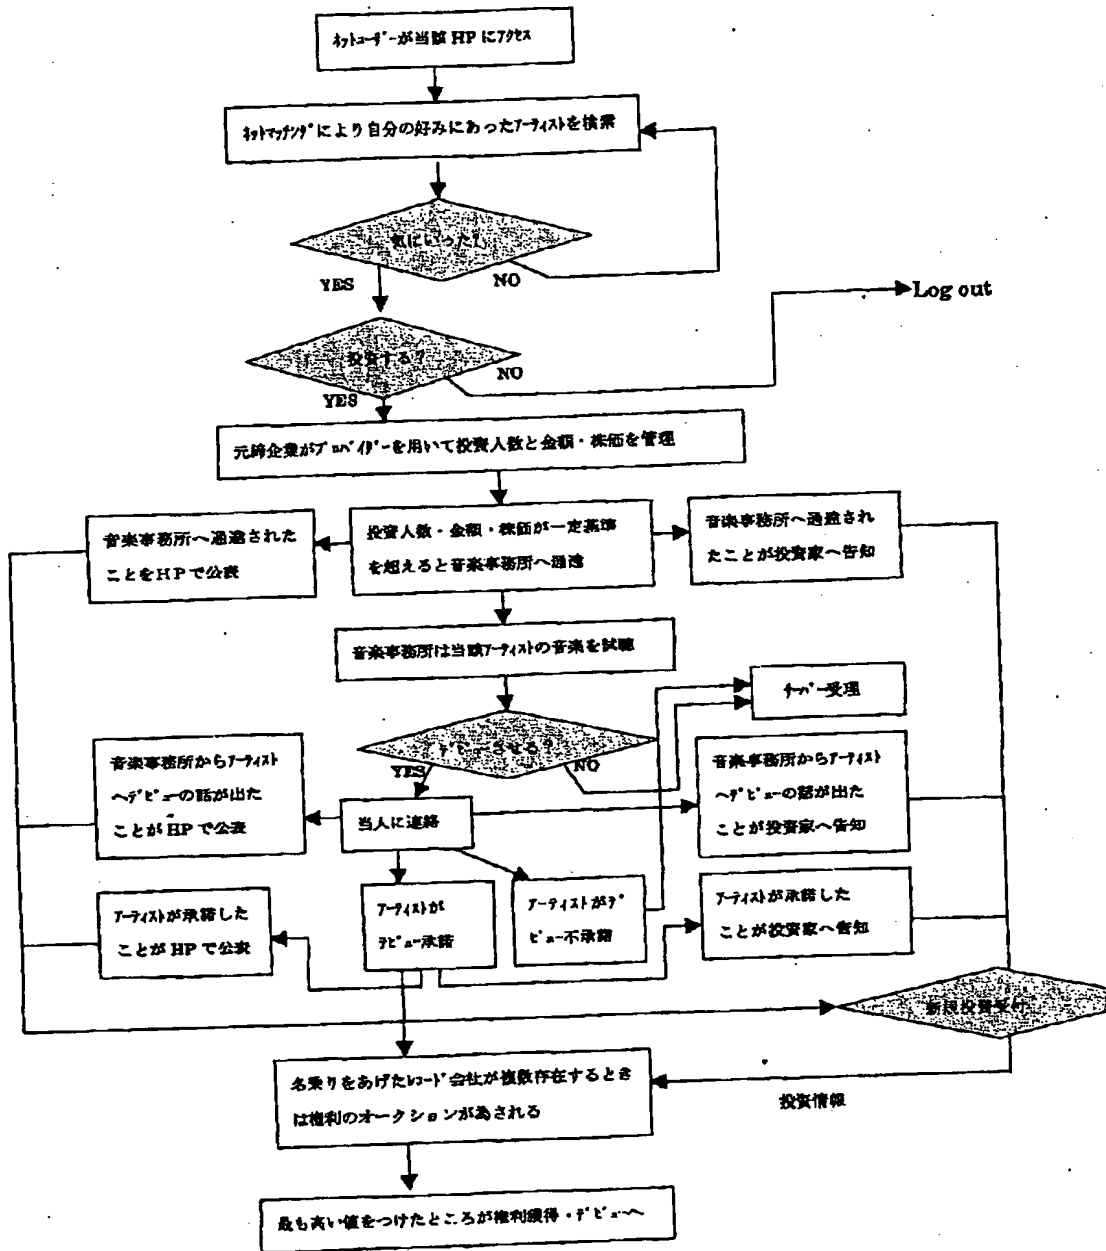 ネットユーザーが当該 HP にアクセス
ネットマッチングにより自分の好みにあったアーティストを検索
気にいった?
YES
NO
Log out
投資する?
NO
YES
元締企業がプロバイダーを用いて投資人数と金額・株価を管理
音楽事務所へ通達された
ことをHPで公表
投資人数・金額・株価が一定基準
を超えると音楽事務所へ通達
音楽事務所へ通達され
たことが投資家へ告知
音楽事務所は当該アーティストの音楽を試聴
サーバー受理
デビューさせる?
YES
NO
音楽事務所からアーティスト
へデビューの話が出た
ことが HP で公表
当人に連絡
音楽事務所からアーティスト
へデビューの話が出た
ことが投資家へ告知
アーティストが承諾した
ことが HP で公表
アーティストが
デビュー承諾
アーティストがデ
ビュー不承諾
アーティストが承諾した
ことが投資家へ告知
新規投資受付
名乗りをあげたレコード会社が複数存在するとき
は権利のオークションが為される
投資情報
最も高い値をつけたところが権利獲得・デビューへ